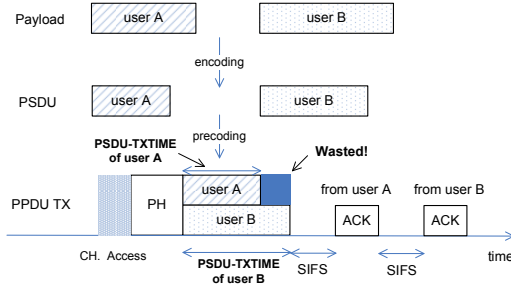 Payload
user A
user B
encoding
PSDU
user A
user B
precoding
PSDU-TXTIME
of user A
Wasted!
PPDU TX
PH
user A
user B
from user A
from user B
ACK
ACK
CH. Access
PSDU-TXTIME
of user B
SIFS
SIFS
time